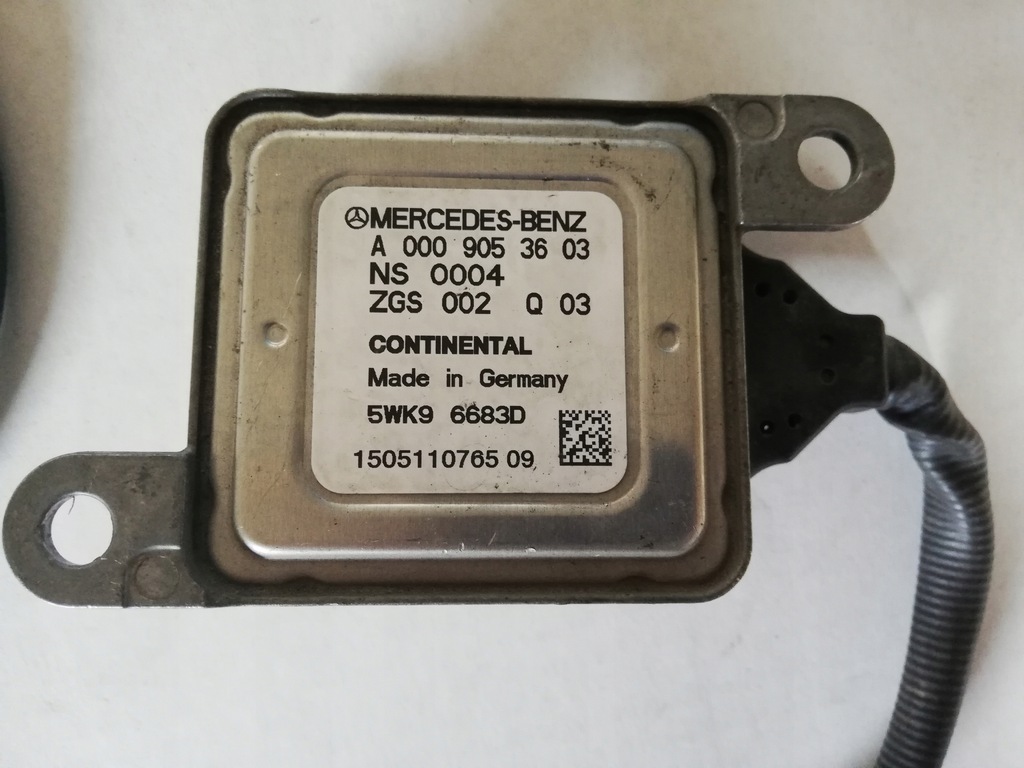 MERCEDES-BENZ
A 000 905 36 03
NS 0004
ZGS 002 Q 03
CONTINENTAL
Made in Germany
5WK9 6683D
1505110765 09